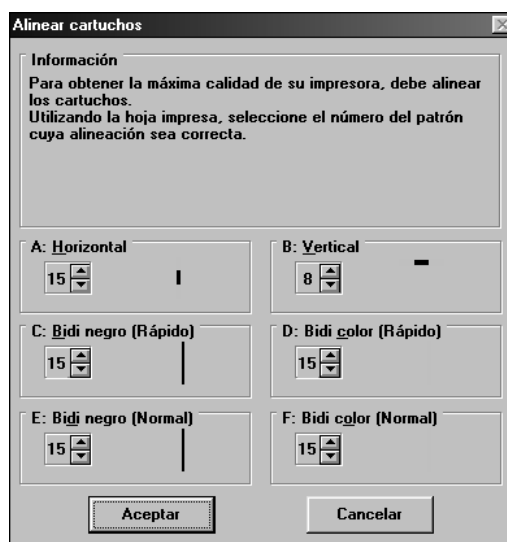 Alinear cartuchos
Información
Para obtener la máxima calidad de su impresora, debe alinear
los cartuchos.
Utilizando la hoja impresa, seleccione el número del patrón
cuya alineación sea correcta.
A: Horizontal
15
B: Vertical
8
C: Bidi negro (Rápido)
15
D: Bidi color (Rápido)
15
E: Bidi negro (Normal)
15
F: Bidi color (Normal)
15
Aceptar
Cancelar